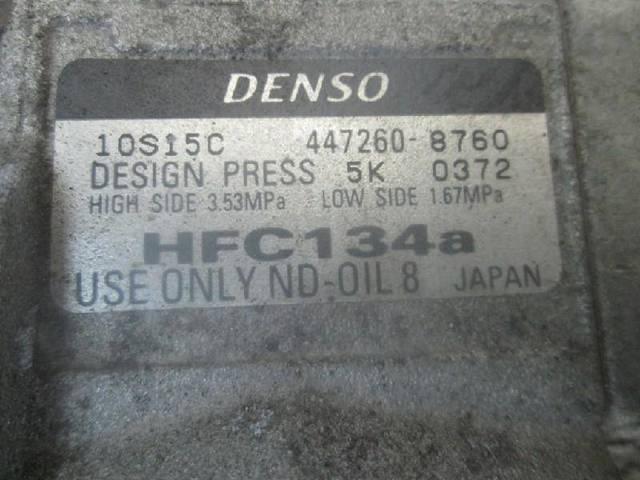 DENSO
10S15C 447260-8760
DESIGN PRESS 5K 0372
HIGH SIDE 3.53MPa LOW SIDE 1.67MPa
HFC134a
USE ONLY ND-OIL 8 JAPAN